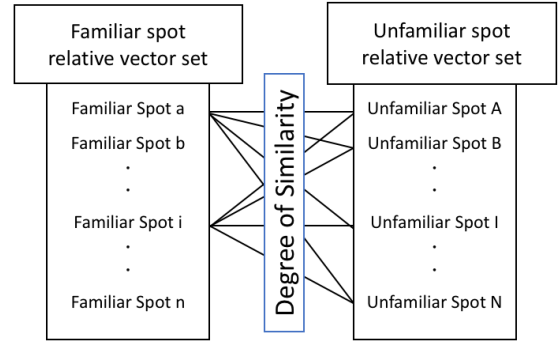 Familiar spot
relative vector set
Familiar Spot a
Familiar Spot b
.
.
Familiar Spot i
.
.
Familiar Spot n
Degree of Similarity
Unfamiliar spot
relative vector set
Unfamiliar Spot A
Unfamiliar Spot B
.
.
Unfamiliar Spot I
.
.
Unfamiliar Spot N